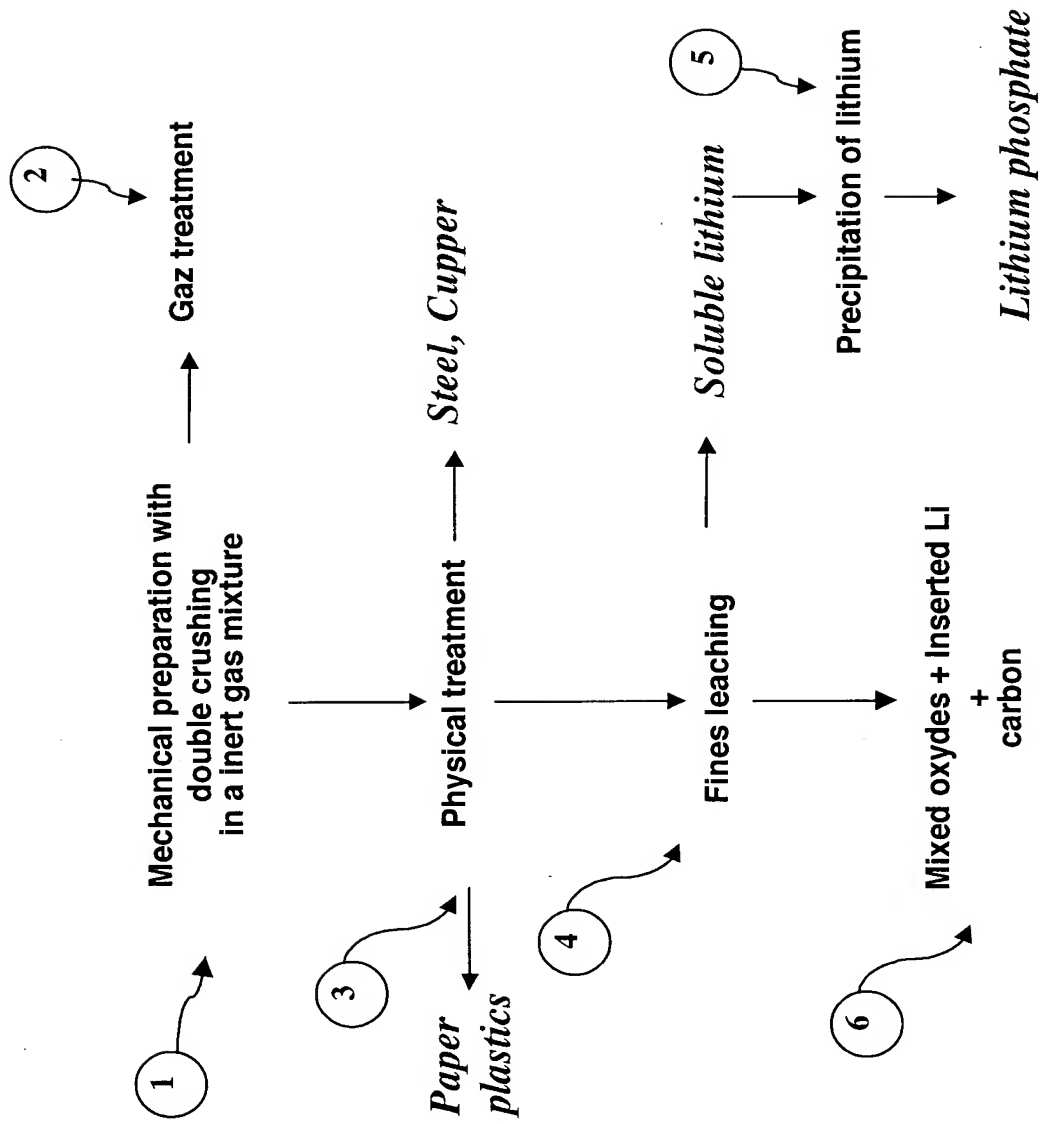 1
Mechanical preparation with
double crushing
in a inert gas mixture
2
Gaz treatment
3
Physical treatment
Paper
plastics
Steel, Cupper
4
Fines leaching
Soluble lithium
5
Precipitation of lithium
Lithium phosphate
6
Mixed oxydes + Inserted Li
+
carbon